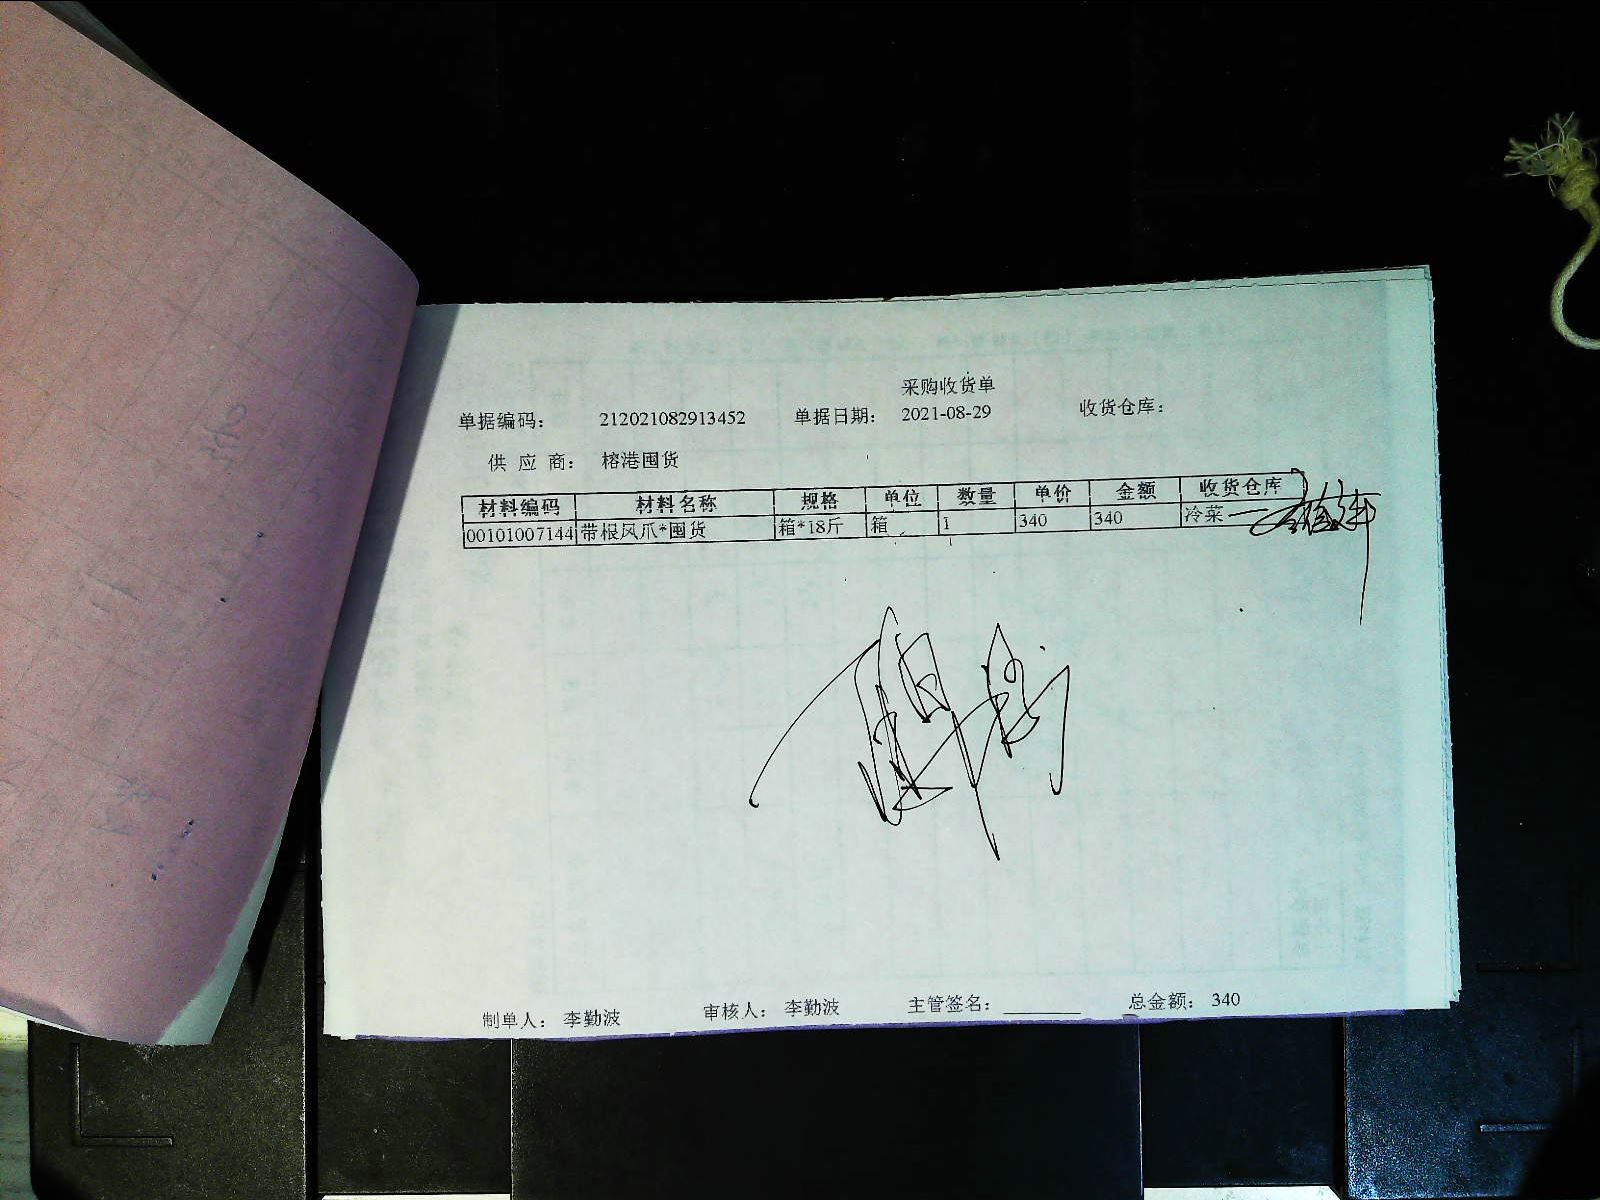 采购收货单
单据编码： 212021082913452 单据日期： 2021-08-29 收货仓库：
供 应 商： 榕港囤货
材料编码 材料名称 规格 单位 数量 单价 金额 收货仓库
00101007144 带根凤爪*囤货 箱*18斤 箱 1 340 340 冷菜
制单人： 李勤波 审核人： 李勤波 主管签名： 总金额： 340